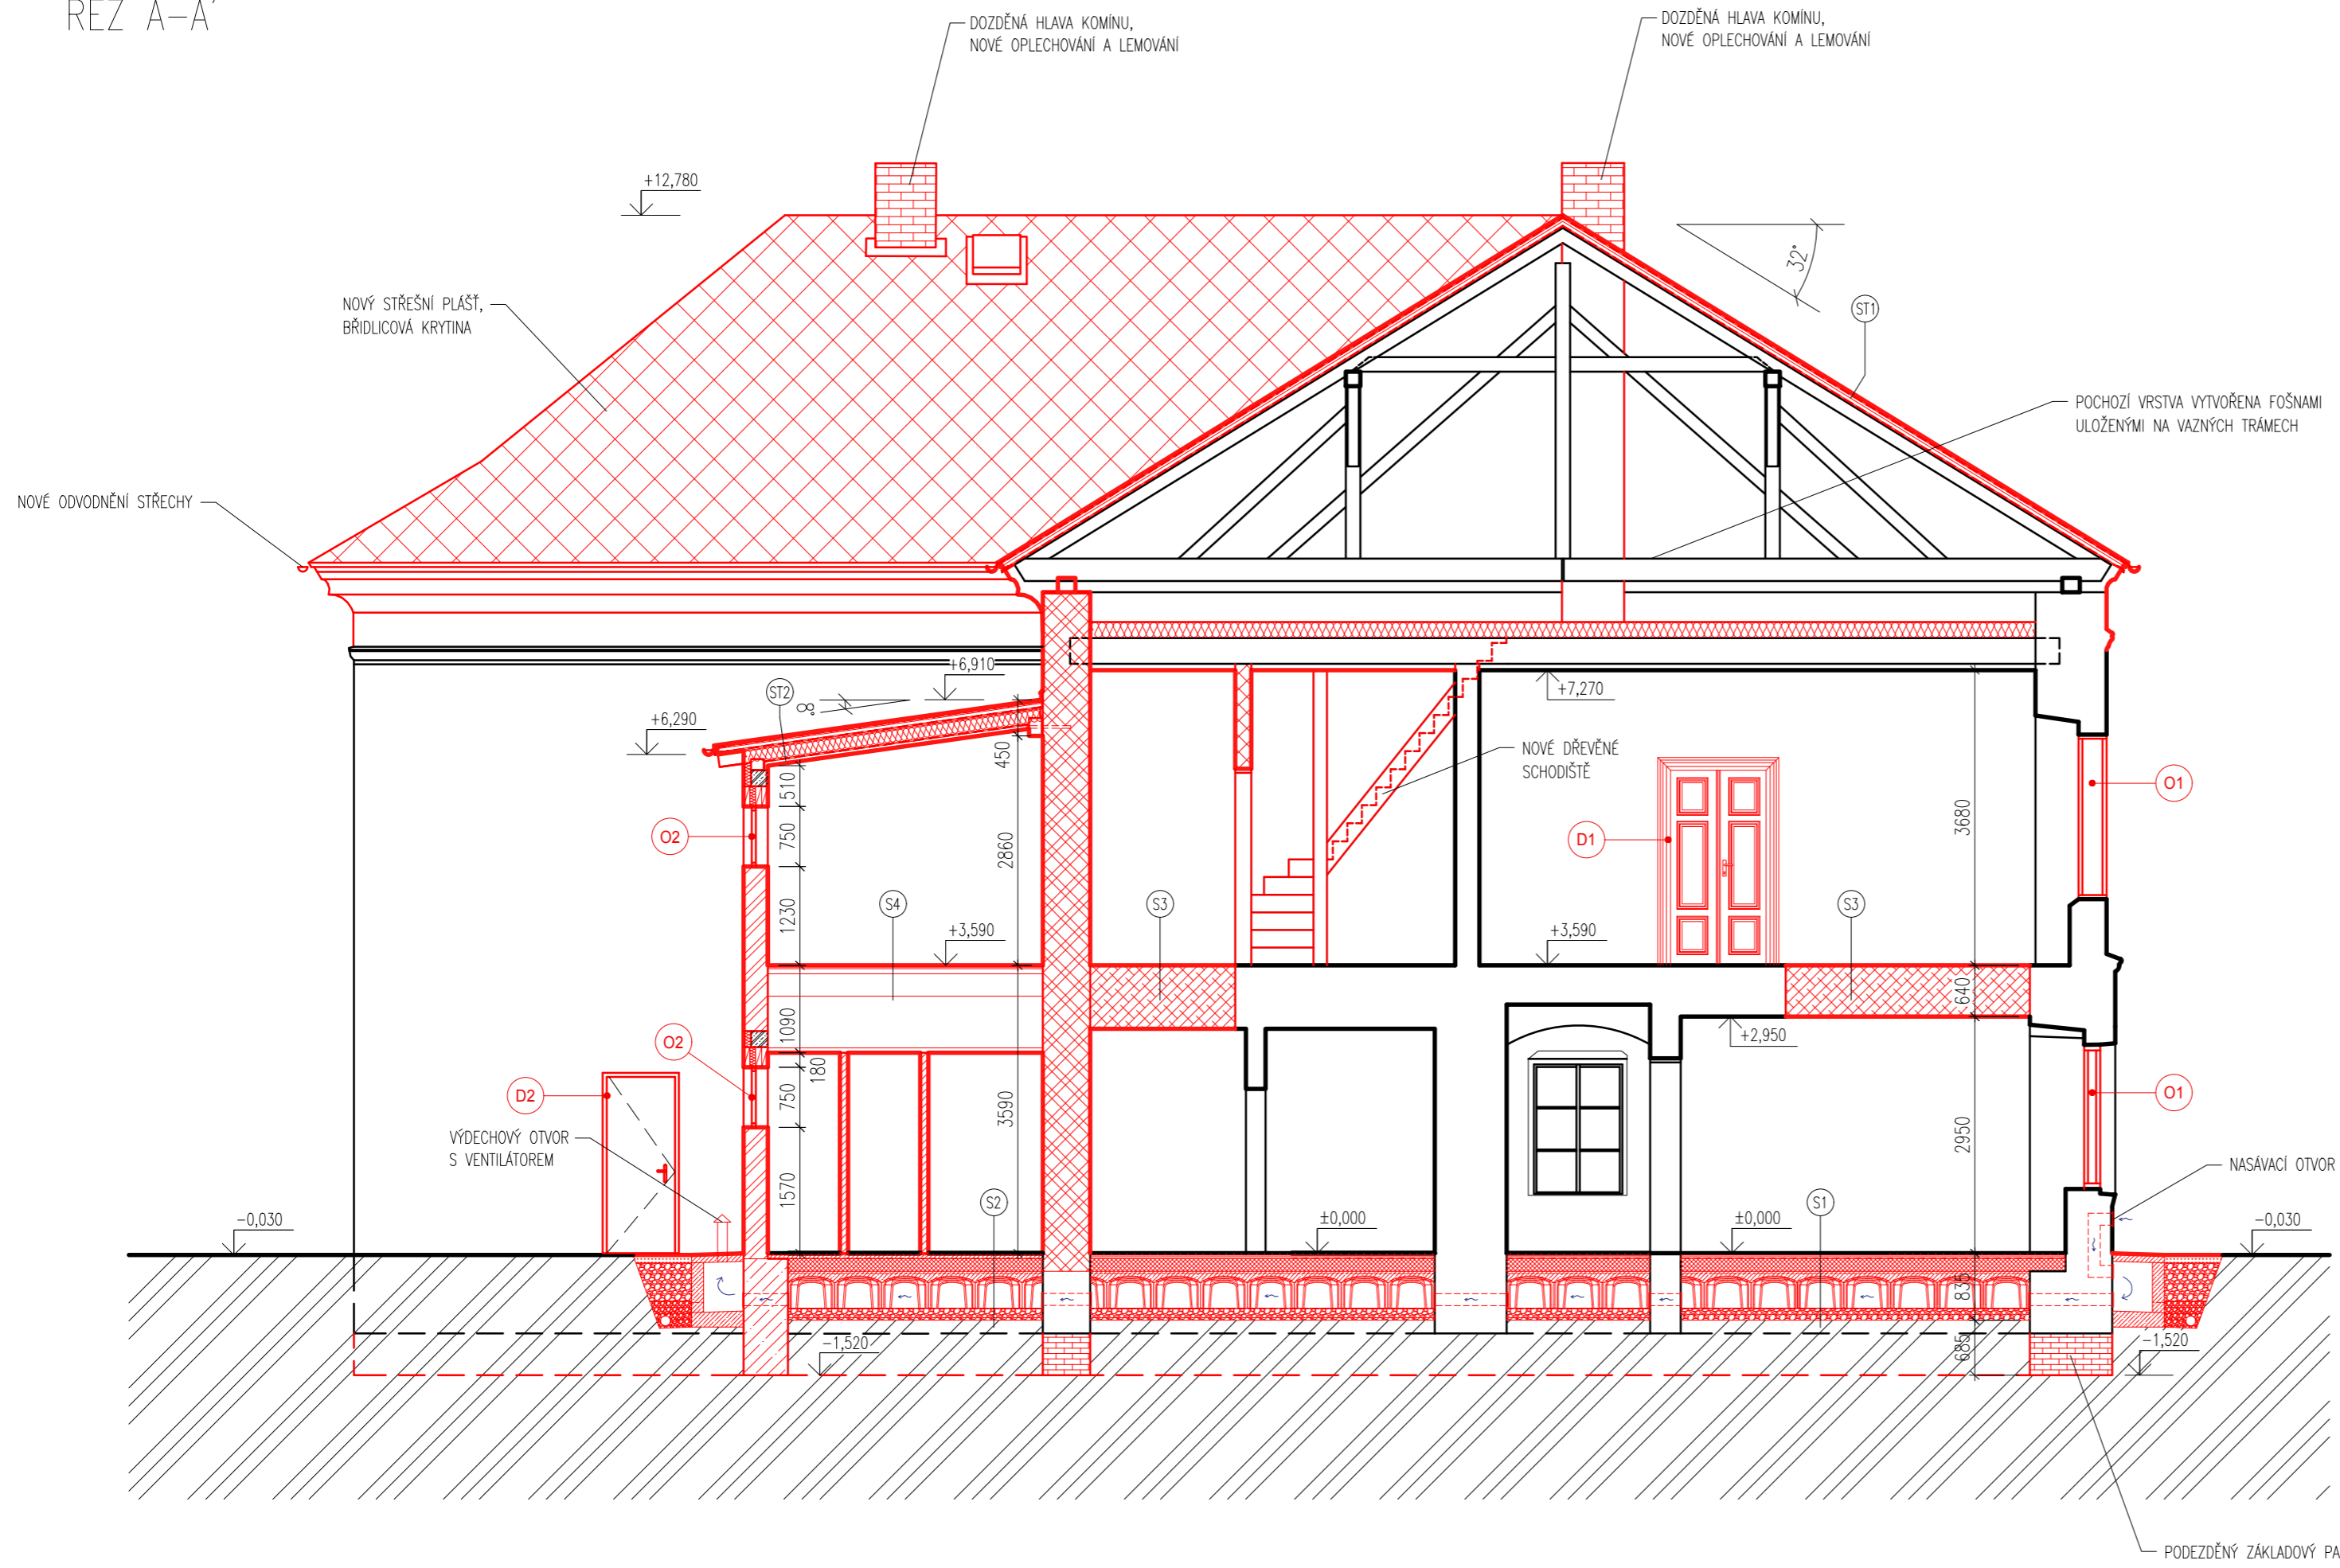 ŘEZ A–A'
DOZDĚNÁ HLAVA KOMÍNU,
NOVÉ OPLECHOVÁNÍ A LEMOVÁNÍ
DOZDĚNÁ HLAVA KOMÍNU,
NOVÉ OPLECHOVÁNÍ A LEMOVÁNÍ
+12,780
32°
NOVÝ STŘEŠNÍ PLÁŠŤ,
BŘIDLICOVÁ KRYTINA
ST1
POCHOZÍ VRSTVA VYTVOŘENA FOŠNAMI
ULOŽENÝMI NA VAZNÝCH TRÁMECH
NOVÉ ODVODNĚNÍ STŘECHY
+6,910
ST2
8°
+7,270
+6,290
450
NOVÉ DŘEVĚNÉ
SCHODIŠTĚ
510
O1
O2
750
2860
D1
3680
1230
S4
S3
S3
+3,590
+3,590
640
1090
+2,950
O2
180
D2
750
3590
O1
VÝDECHOVÝ OTVOR
S VENTILÁTOREM
2950
1570
NASÁVACÍ OTVOR
S2
S1
-0,030
±0,000
±0,000
-0,030
835
-1,520
685
-1,520
PODEZDĚNÝ ZÁKLADOVÝ PA